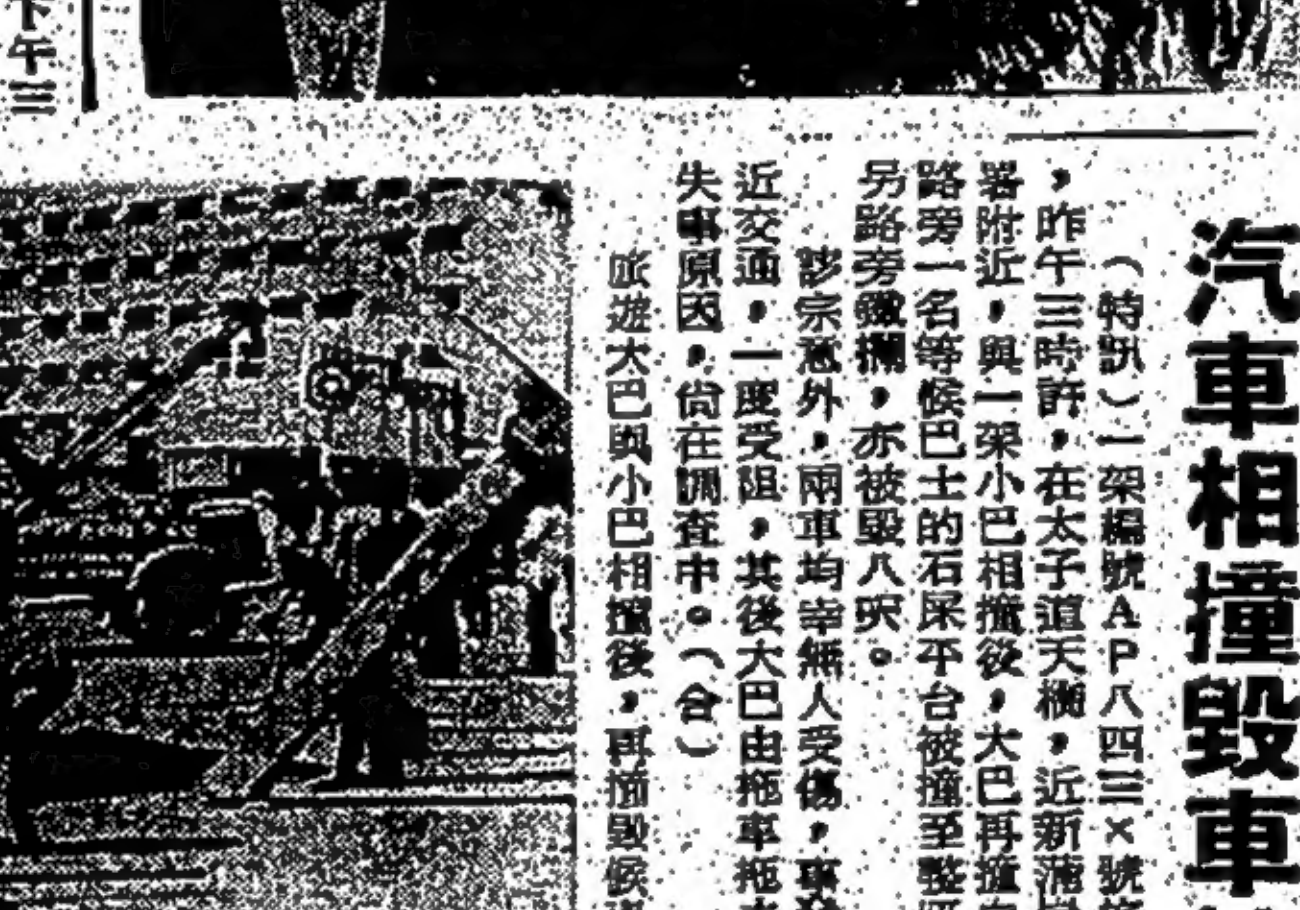 汽車相撞毀車
（特訊）一架編號AP八四三×號
，昨午三時許，在太子道天橋，近新蒲
署附近，與一架小巴相撞後，大巴再撞
路旁一名等候巴士的石屎平台被撞至
另路旁鐵攔，亦被毀八呎。
宗意外，兩車均幸無人受傷，事
近交通，一度受阻，其後大巴由拖車拖
失事原因，尙在調查中。（合）
旅遊大巴與小巴相撞後，再撞毀候
下午三